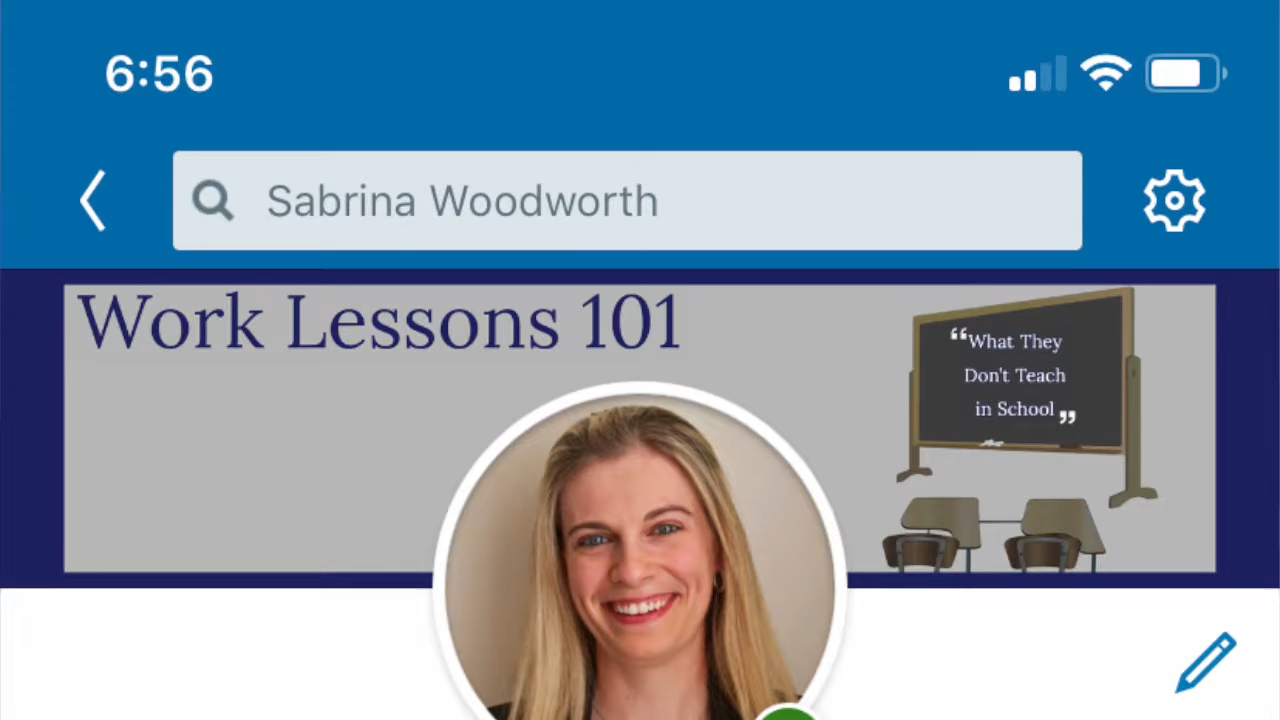 6:56
Sabrina Woodworth
Work Lessons 101
“What They
Don't Teach
in School”